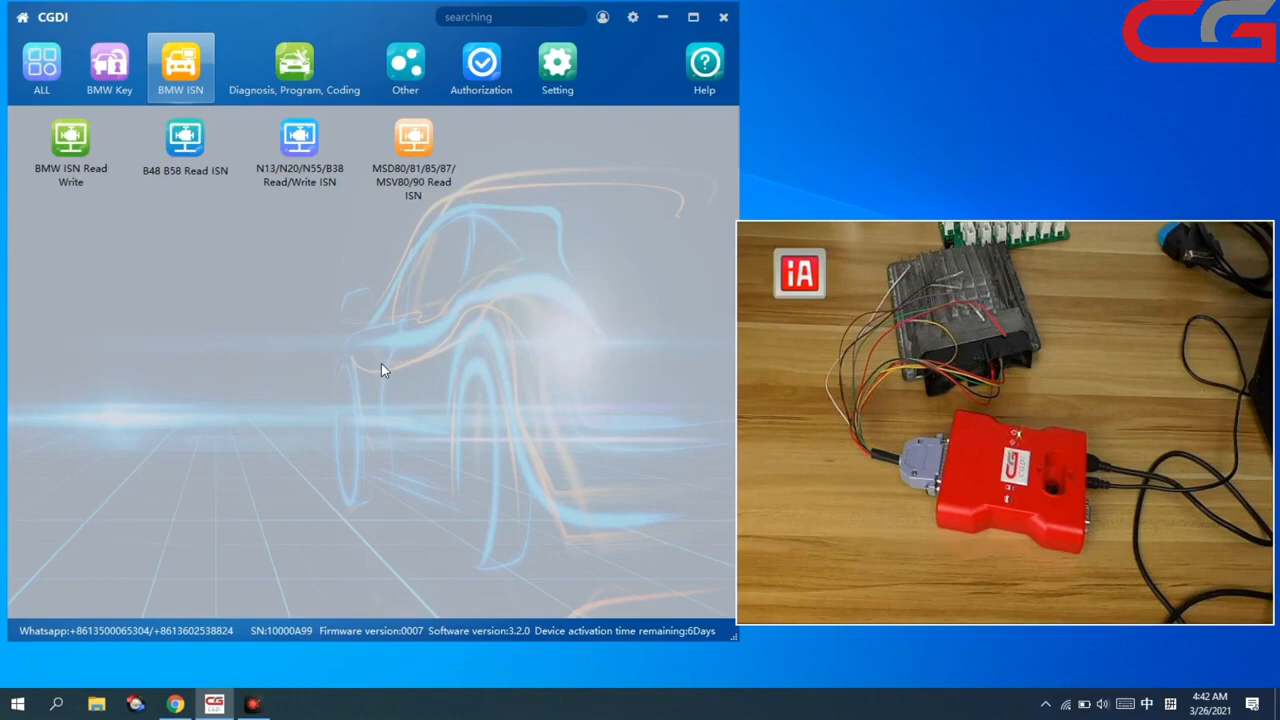 CGDI
searching
ALL
BMW Key
BMW ISN
Diagnosis, Program, Coding
Other
Authorization
Setting
Help
BMW ISN Read
Write
B48 B58 Read ISN
N13/N20/N55/B38
Read/Write ISN
MSD80/81/85/87/
MSV80/90 Read
ISN
CG
iA
CG
Whatsapp:+8613500065304/+8613602538824
SN:10000A99
Firmware version:0007
Software version:3.2.0
Device activation time remaining:6Days
CG
中
4:42 AM
3/26/2021